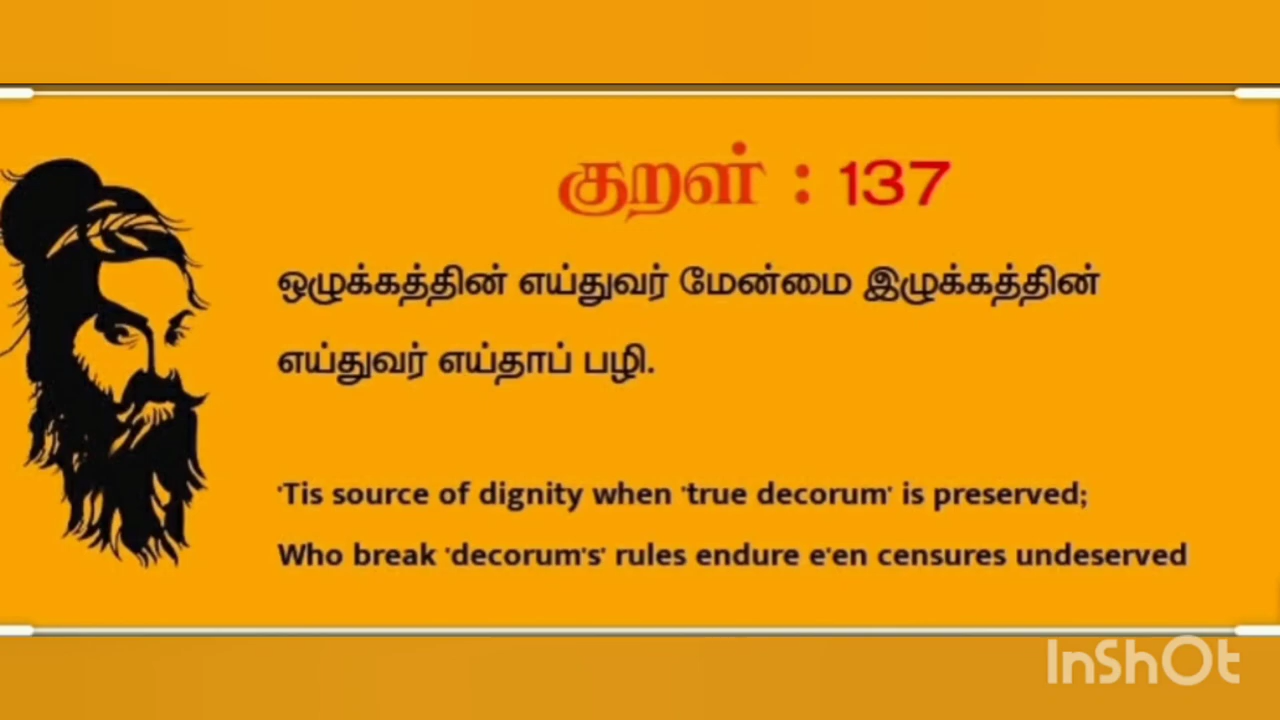 குறள் : 137
ஒழுக்கத்தின் எய்துவர் மேன்மை இழுக்கத்தின்
எய்துவர் எய்தாப் பழி.
'Tis source of dignity when 'true decorum' is preserved;
Who break 'decorum's' rules endure e'en censures undeserved
InShOt